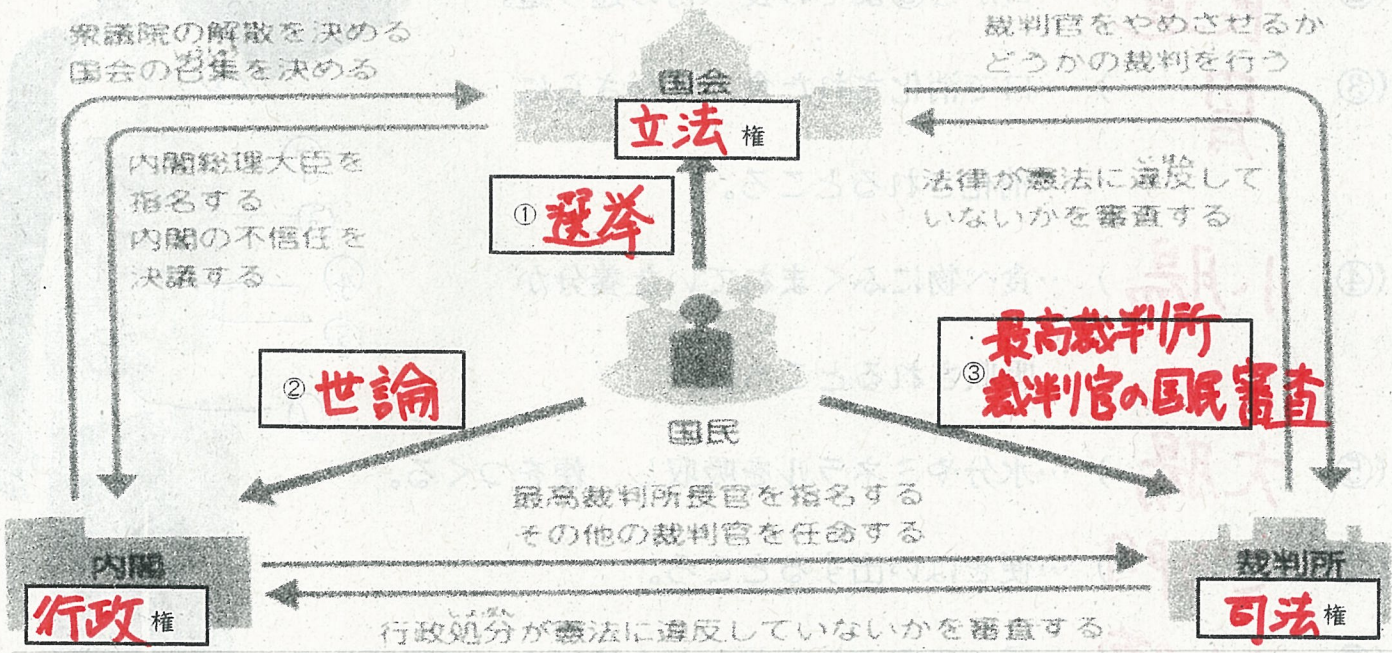 衆議院の解散を決める
国会の召集を決める
裁判官をやめさせるか
どうかの裁判を行う
国会
立法 権
内閣総理大臣を
指名する
内閣の不信任を
決議する
法律が憲法に違反して
いないかを審査する
① 選挙
② 世論
③ 最高裁判所
裁判官の国民審査
国民
最高裁判所長官を指名する
その他の裁判官を任命する
内閣
行政 権
裁判所
司法 権
行政処分が憲法に違反していないかを審査する